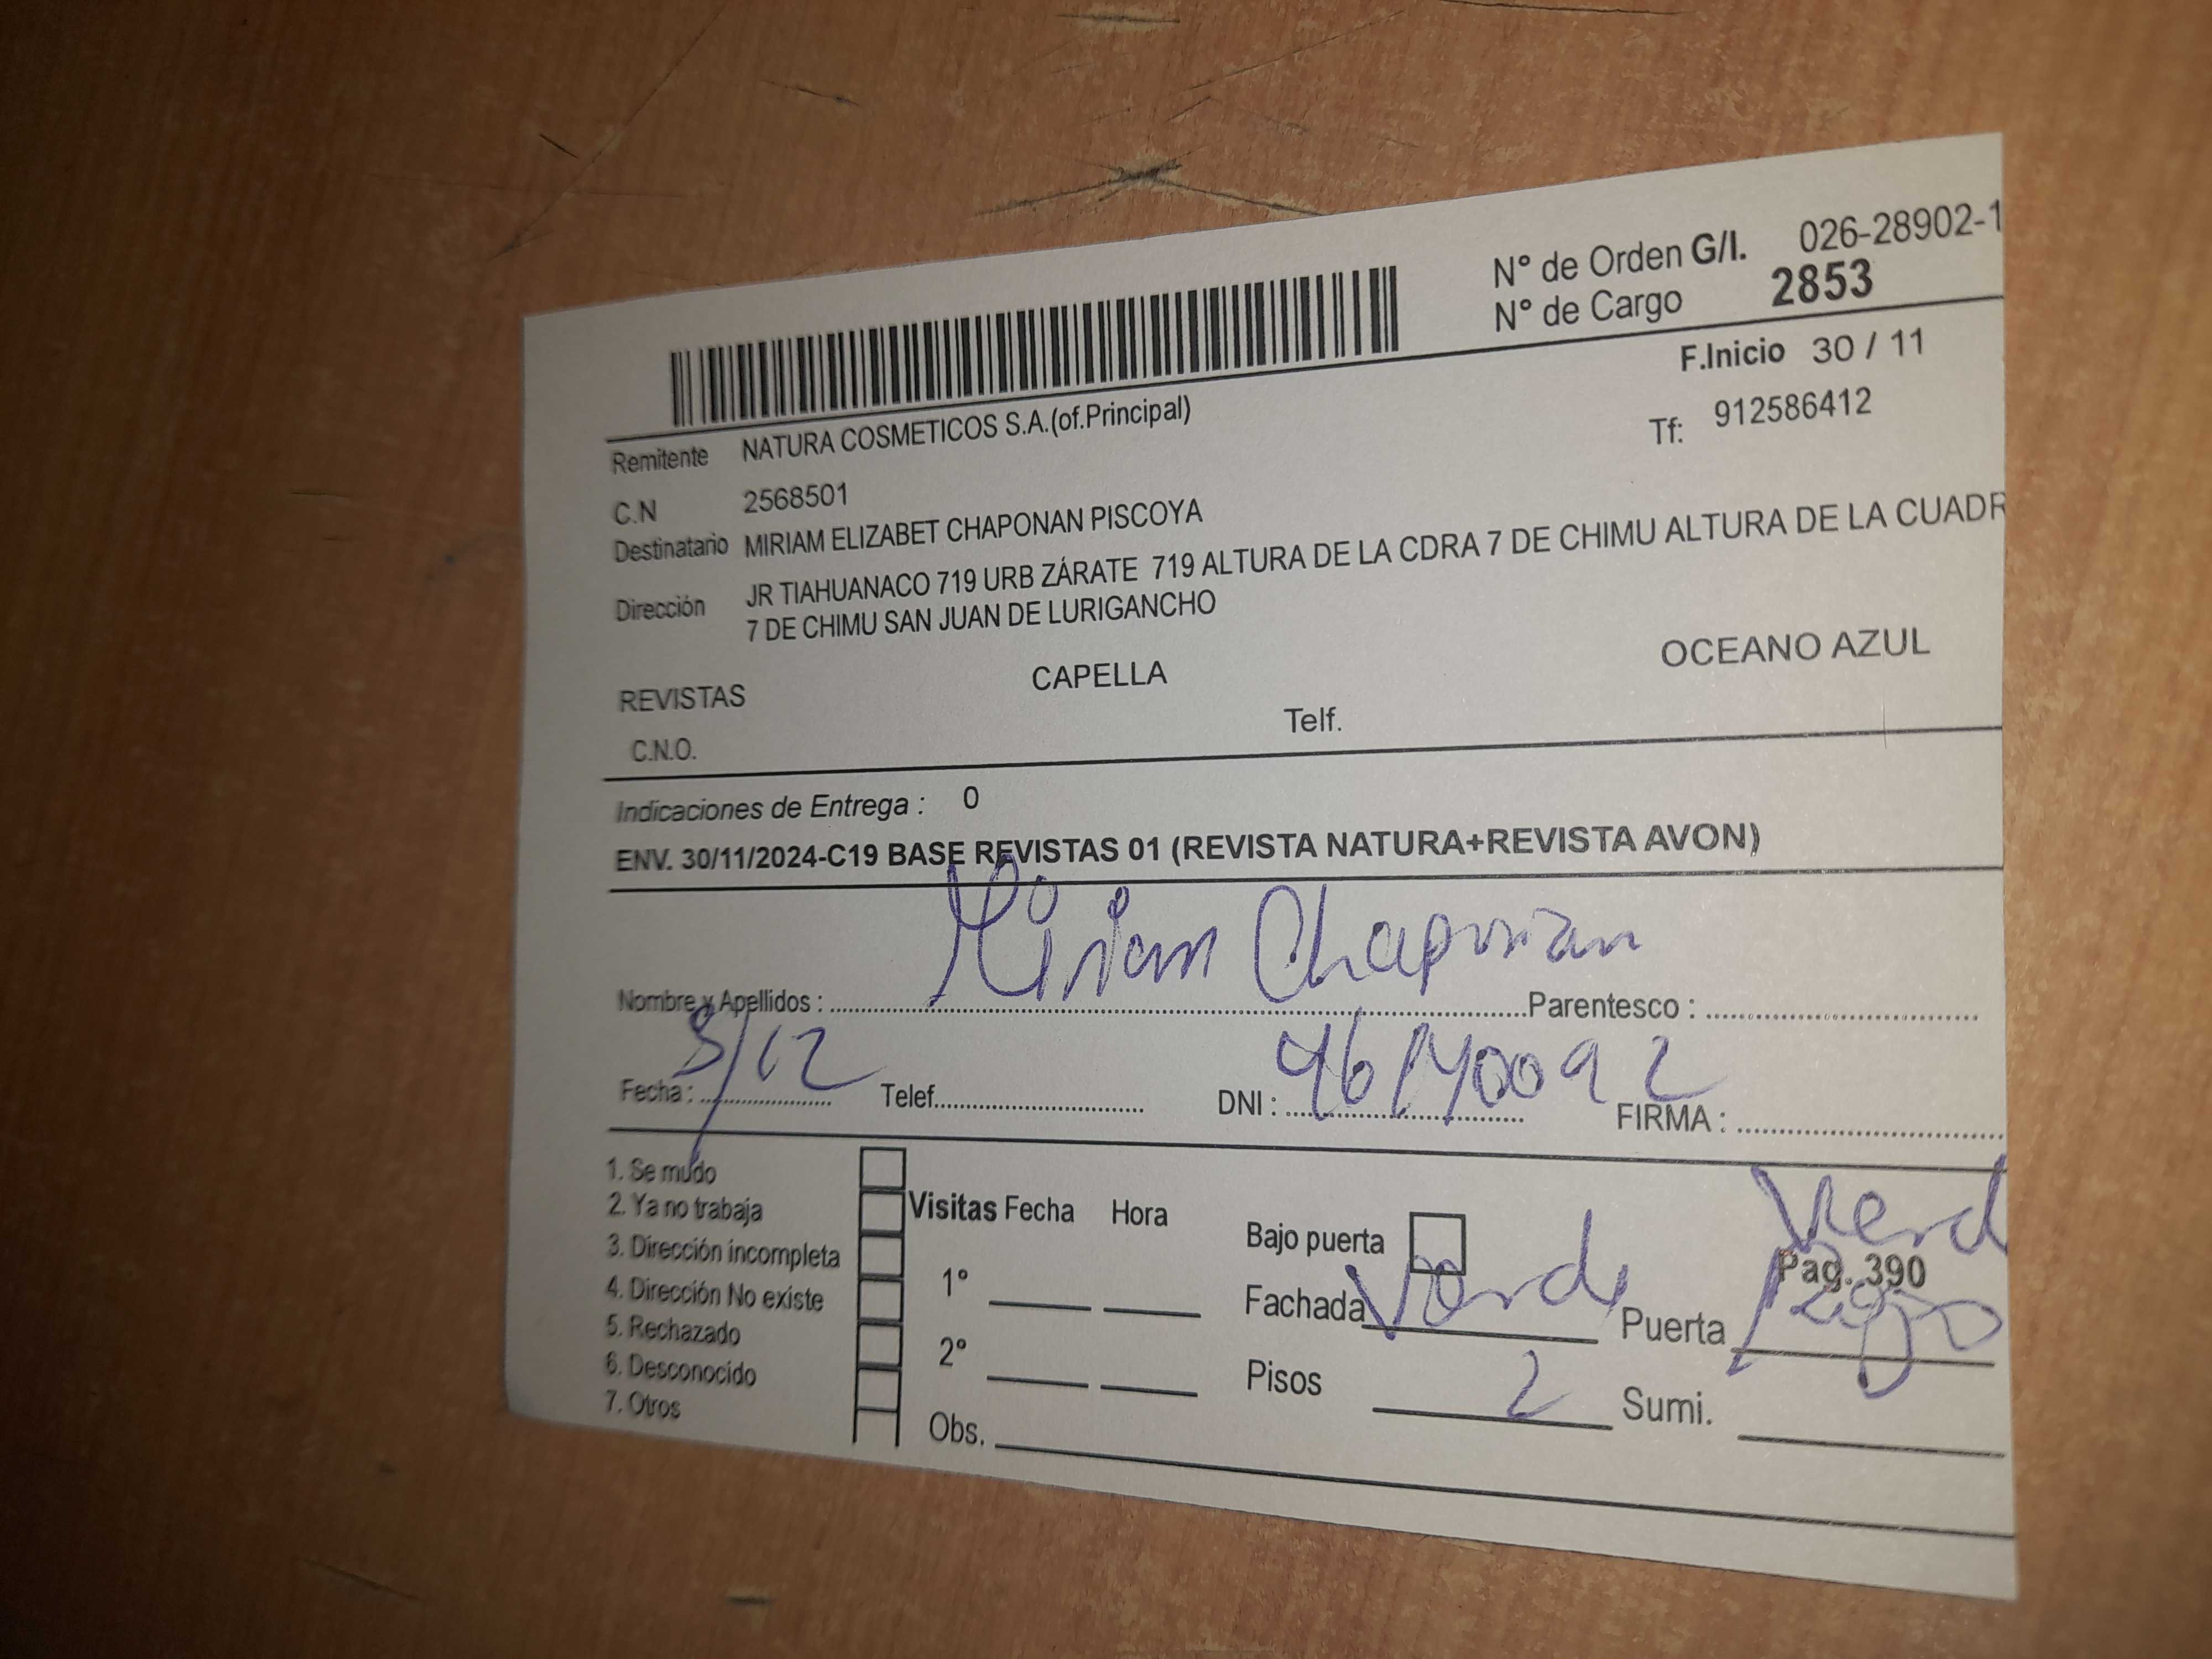 N° de Orden G/I. 026-28902-1
N° de Cargo 2853
F.Inicio 30 / 11
Remitente NATURA COSMETICOS S.A.(of.Principal)
Tf: 912586412
C.N 2568501
Destinatario MIRIAM ELIZABET CHAPONAN PISCOYA
Dirección JR TIAHUANACO 719 URB ZÁRATE 719 ALTURA DE LA CDRA 7 DE CHIMU ALTURA DE LA CUADR
7 DE CHIMU SAN JUAN DE LURIGANCHO
REVISTAS CAPELLA OCEANO AZUL
C.N.O. Telf.
Indicaciones de Entrega : 0
ENV. 30/11/2024-C19 BASE REVISTAS 01 (REVISTA NATURA+REVISTA AVON)
Nombre y Apellidos : Miriam Chaponan Parentesco :
Fecha : /12 Telef. DNI : FIRMA :
1. Se mudo
2. Ya no trabaja
3. Dirección incompleta
4. Dirección No existe
5. Rechazado
6. Desconocido
7. Otros
Visitas Fecha Hora
1°
2°
Obs.
Bajo puerta
Verd
Pag. 390
Fachada Verde Puerta
Pisos 2 Sumi.